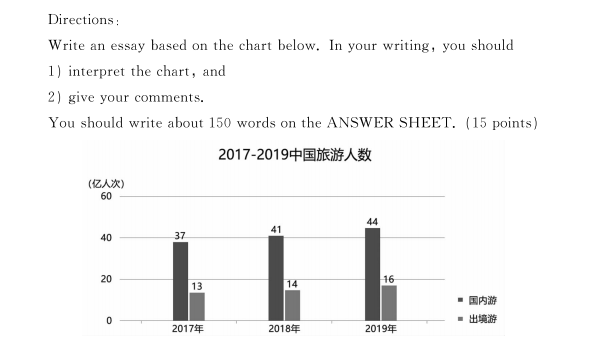 Directions:
Write an essay based on the chart below. In your writing, you should
1) interpret the chart, and
2) give your comments.
You should write about 150 words on the ANSWER SHEET. (15 points)
2017-2019中国旅游人数
(亿人次)
60
40
20
0
37
13
41
14
44
16
2017年
2018年
2019年
国内游
出境游